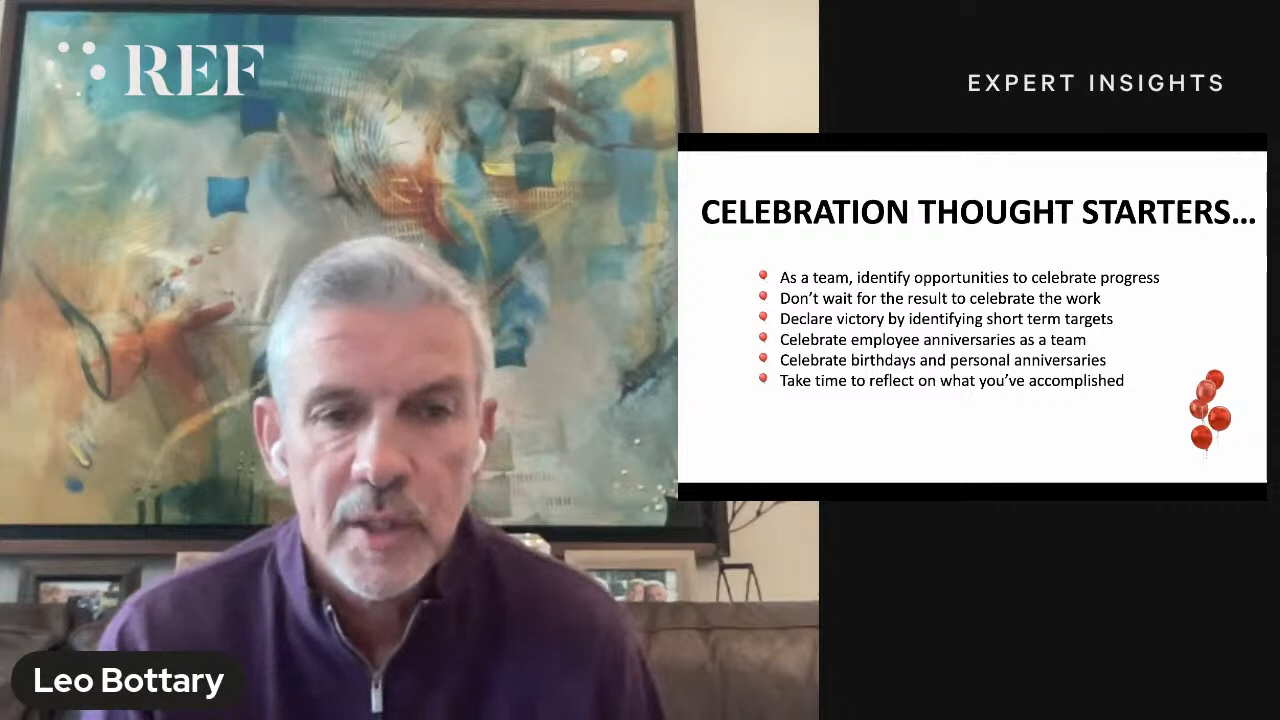 REF
EXPERT INSIGHTS
CELEBRATION THOUGHT STARTERS...
As a team, identify opportunities to celebrate progress
Don’t wait for the result to celebrate the work
Declare victory by identifying short term targets
Celebrate employee anniversaries as a team
Celebrate birthdays and personal anniversaries
Take time to reflect on what you’ve accomplished
Leo Bottary